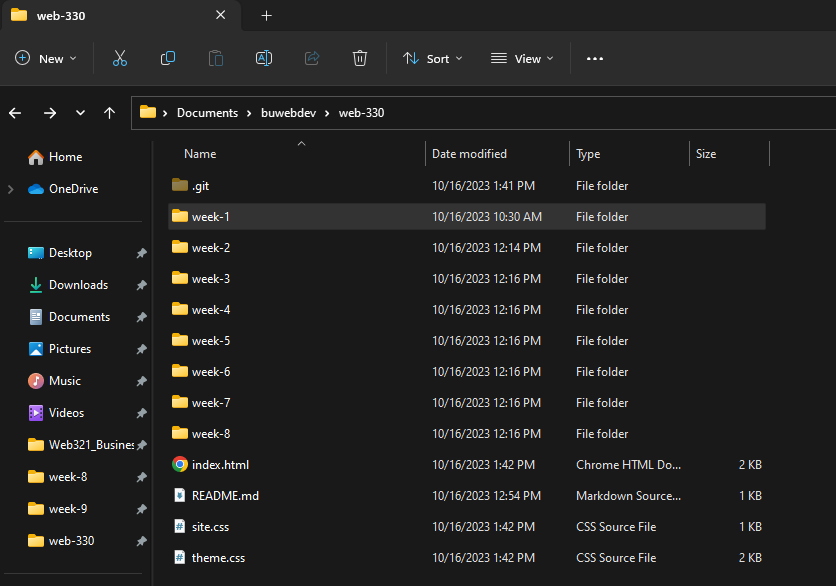 web-330
New
Sort
View
Documents > buwebdev > web-330
Home
OneDrive
Desktop
Downloads
Documents
Pictures
Music
Videos
Web321_Busines
week-8
week-9
web-330
Name Date modified Type Size
.git 10/16/2023 1:41 PM File folder
week-1 10/16/2023 10:30 AM File folder
week-2 10/16/2023 12:14 PM File folder
week-3 10/16/2023 12:16 PM File folder
week-4 10/16/2023 12:16 PM File folder
week-5 10/16/2023 12:16 PM File folder
week-6 10/16/2023 12:16 PM File folder
week-7 10/16/2023 12:16 PM File folder
week-8 10/16/2023 12:16 PM File folder
index.html 10/16/2023 1:42 PM Chrome HTML Do... 2 KB
README.md 10/16/2023 12:54 PM Markdown Source... 1 KB
site.css 10/16/2023 1:42 PM CSS Source File 1 KB
theme.css 10/16/2023 1:42 PM CSS Source File 2 KB